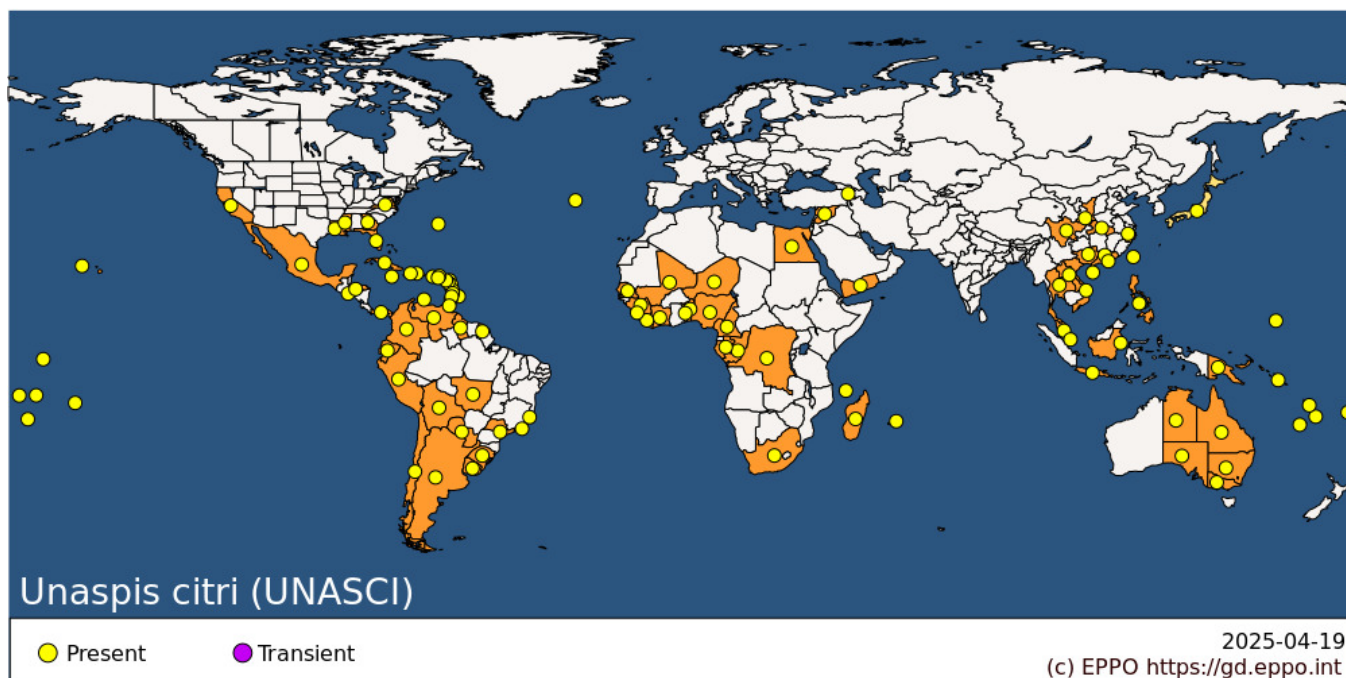 Unaspis citri (UNASCI)
Present
Transient
2025-04-19
(c) EPPO https://gd.eppo.int